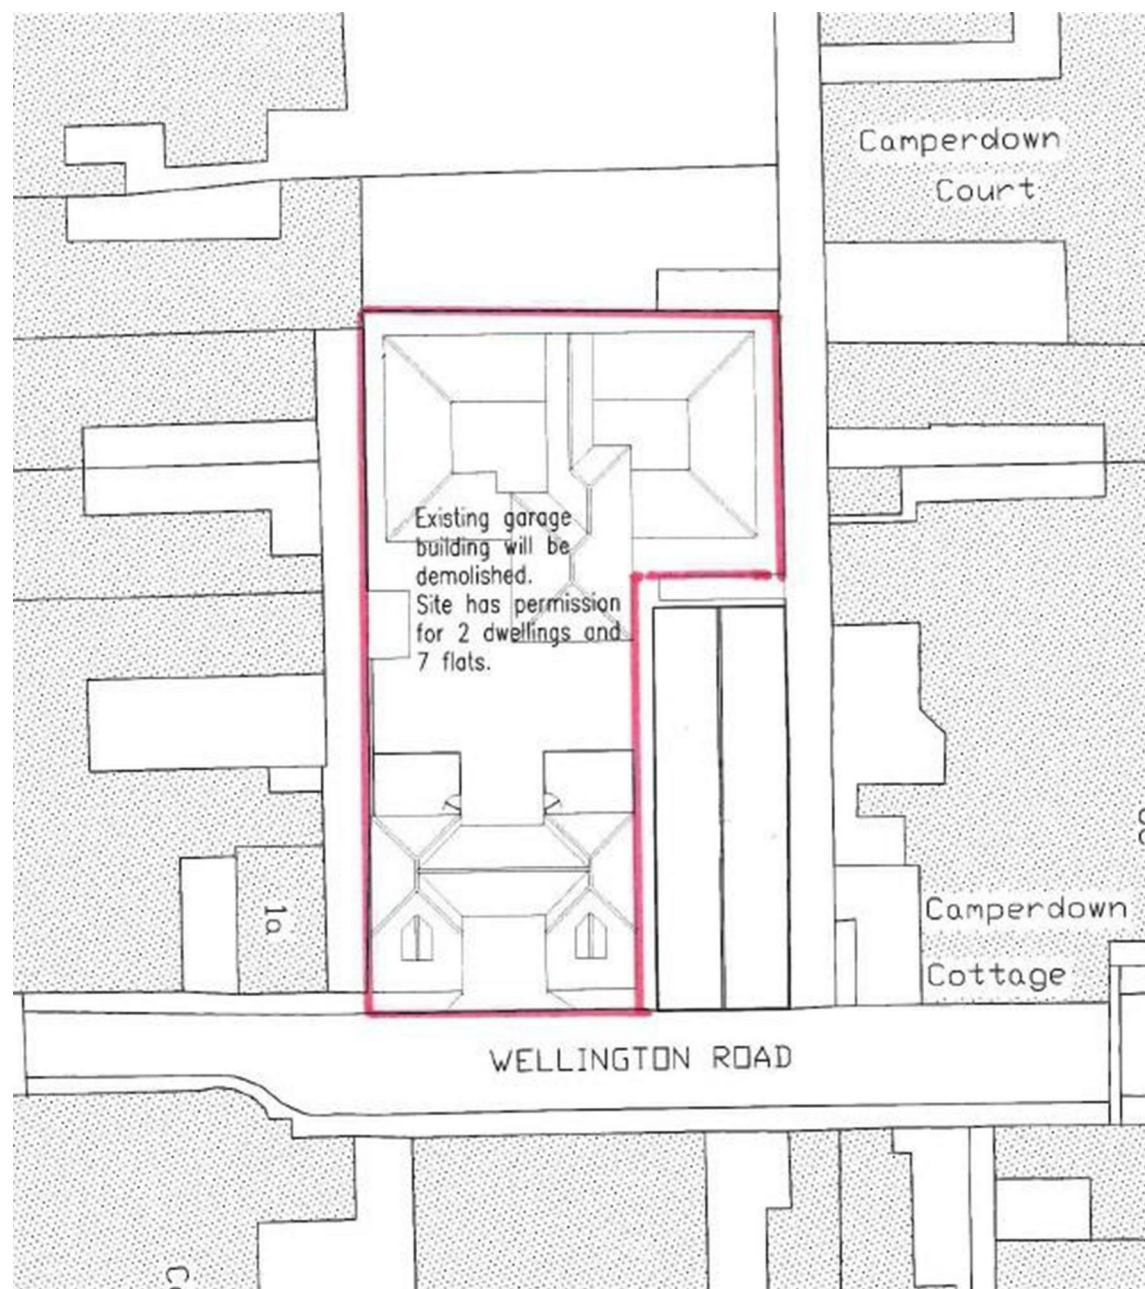 Camperdown
Court
Existing garage
building will be
demolished.
Site has permission
for 2 dwellings and
7 flats.
1a
Camperdown
Cottage
WELLINGTON ROAD